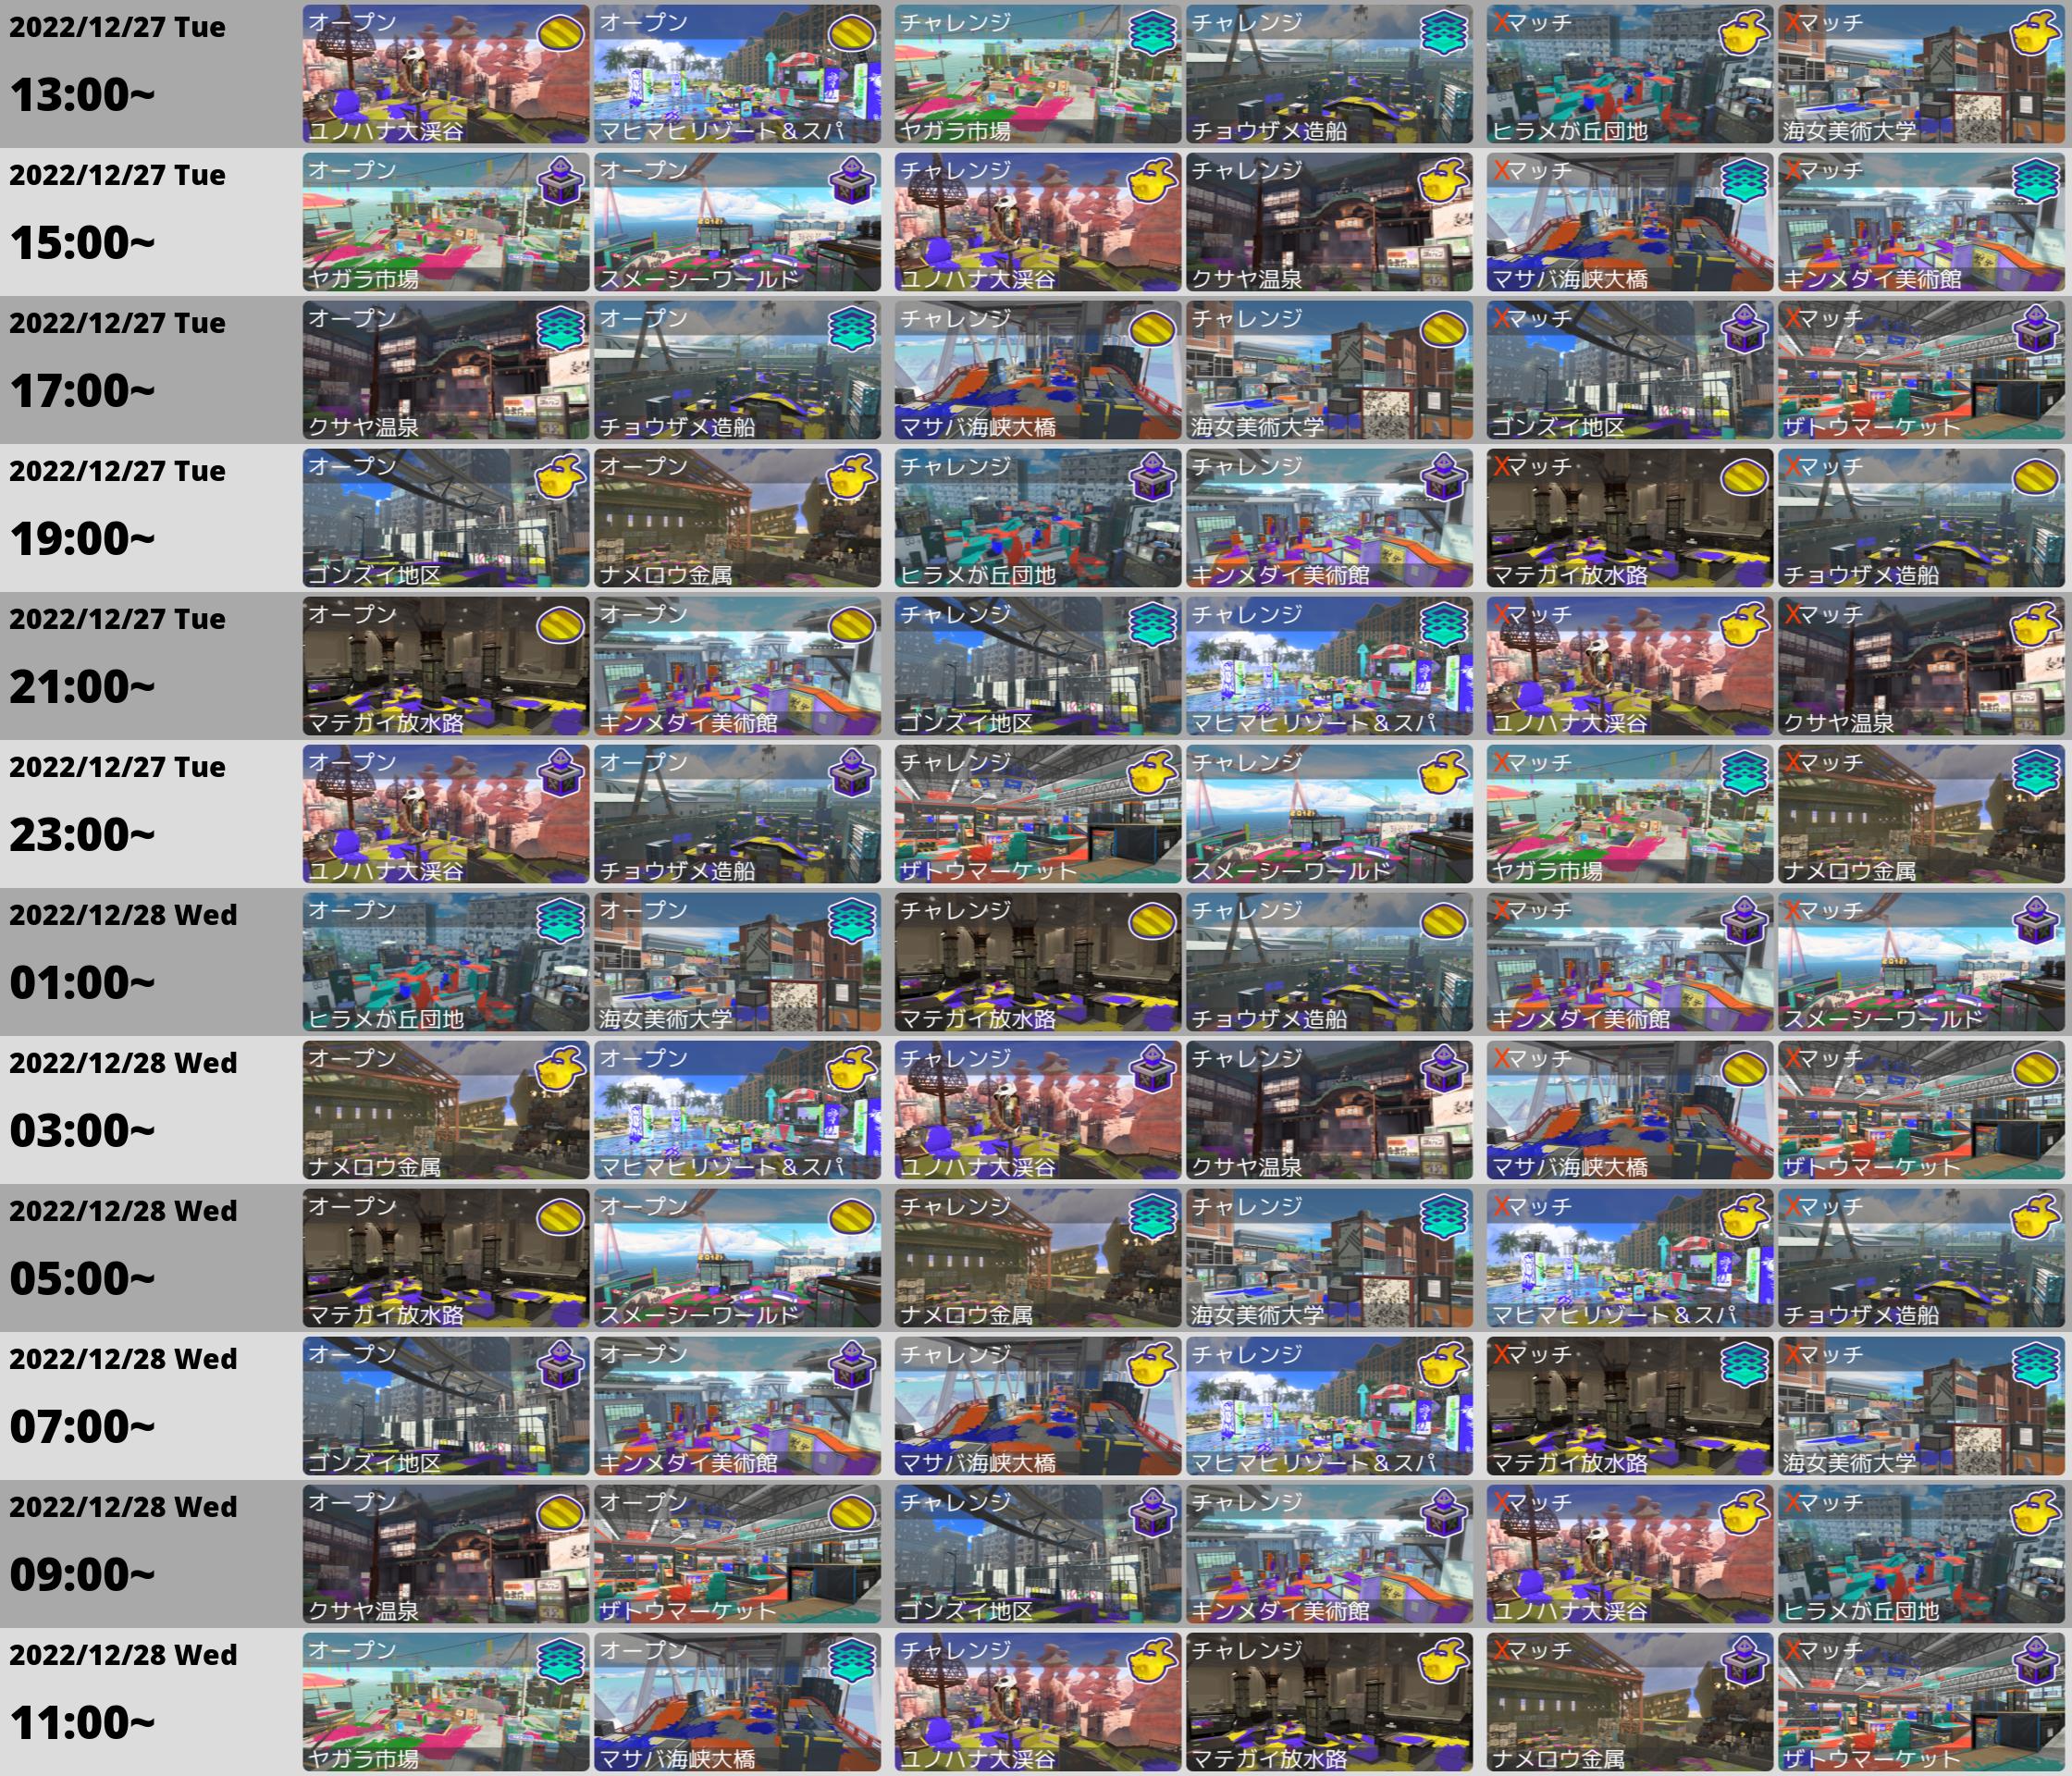 2022/12/27 Tue
13:00~
オープン
ユノハナ大渓谷
オープン
マヒマヒリゾート＆スパ
チャレンジ
ヤガラ市場
チャレンジ
チョウザメ造船
Xマッチ
ヒラメが丘団地
Xマッチ
海女美術大学
2022/12/27 Tue
15:00~
オープン
ヤガラ市場
オープン
スメーシーワールド
チャレンジ
ユノハナ大渓谷
チャレンジ
クサヤ温泉
Xマッチ
マサバ海峡大橋
Xマッチ
キンメダイ美術館
2022/12/27 Tue
17:00~
オープン
クサヤ温泉
オープン
チョウザメ造船
チャレンジ
マサバ海峡大橋
チャレンジ
海女美術大学
Xマッチ
ゴンズイ地区
Xマッチ
ザトウマーケット
2022/12/27 Tue
19:00~
オープン
ゴンズイ地区
オープン
ナメロウ金属
チャレンジ
ヒラメが丘団地
チャレンジ
キンメダイ美術館
Xマッチ
マテガイ放水路
Xマッチ
チョウザメ造船
2022/12/27 Tue
21:00~
オープン
マテガイ放水路
オープン
キンメダイ美術館
チャレンジ
ゴンズイ地区
チャレンジ
マヒマヒリゾート＆スパ
Xマッチ
ユノハナ大渓谷
Xマッチ
クサヤ温泉
2022/12/27 Tue
23:00~
オープン
ユノハナ大渓谷
オープン
チョウザメ造船
チャレンジ
ザトウマーケット
チャレンジ
スメーシーワールド
Xマッチ
ヤガラ市場
Xマッチ
ナメロウ金属
2022/12/28 Wed
01:00~
オープン
ヒラメが丘団地
オープン
海女美術大学
チャレンジ
マテガイ放水路
チャレンジ
チョウザメ造船
Xマッチ
キンメダイ美術館
Xマッチ
スメーシーワールド
2022/12/28 Wed
03:00~
オープン
ナメロウ金属
オープン
マヒマヒリゾート＆スパ
チャレンジ
ユノハナ大渓谷
チャレンジ
クサヤ温泉
Xマッチ
マサバ海峡大橋
Xマッチ
ザトウマーケット
2022/12/28 Wed
05:00~
オープン
マテガイ放水路
オープン
スメーシーワールド
チャレンジ
ナメロウ金属
チャレンジ
海女美術大学
Xマッチ
マヒマヒリゾート＆スパ
Xマッチ
チョウザメ造船
2022/12/28 Wed
07:00~
オープン
ゴンズイ地区
オープン
キンメダイ美術館
チャレンジ
マサバ海峡大橋
チャレンジ
マヒマヒリゾート＆スパ
Xマッチ
マテガイ放水路
Xマッチ
海女美術大学
2022/12/28 Wed
09:00~
オープン
クサヤ温泉
オープン
ザトウマーケット
チャレンジ
ゴンズイ地区
チャレンジ
キンメダイ美術館
Xマッチ
ユノハナ大渓谷
Xマッチ
ヒラメが丘団地
2022/12/28 Wed
11:00~
オープン
ヤガラ市場
オープン
マサバ海峡大橋
チャレンジ
ユノハナ大渓谷
チャレンジ
マテガイ放水路
Xマッチ
ナメロウ金属
Xマッチ
ザトウマーケット